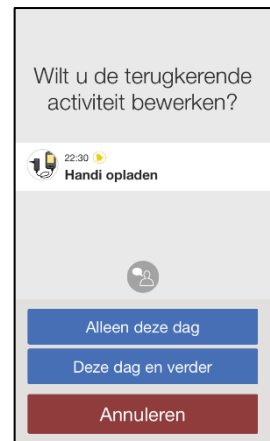 Wilt u de terugkerende
activiteit bewerken?
22:30
Handi opladen
Alleen deze dag
Deze dag en verder
Annuleren